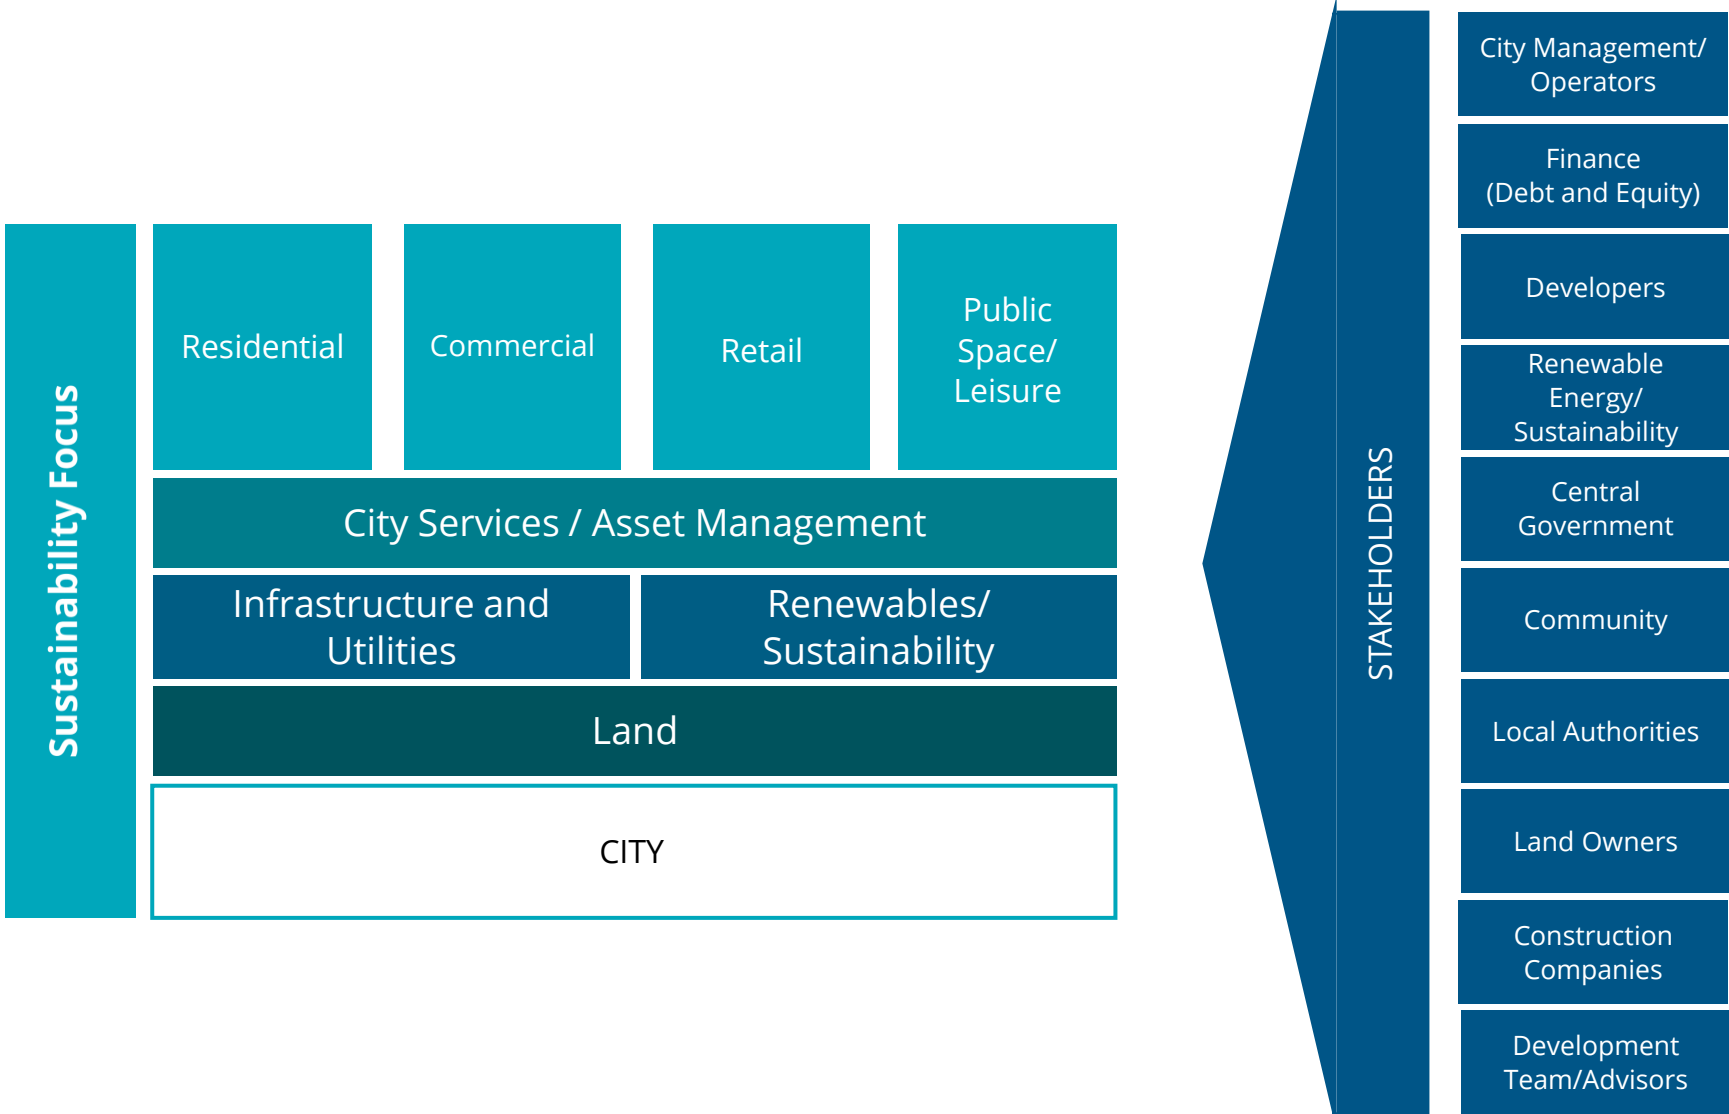 Sustainability Focus
Residential
Commercial
Retail
Public
Space/
Leisure
City Services / Asset Management
Infrastructure and
Utilities
Renewables/
Sustainability
Land
CITY
STAKEHOLDERS
City Management/
Operators
Finance
(Debt and Equity)
Developers
Renewable
Energy/
Sustainability
Central
Government
Community
Local Authorities
Land Owners
Construction
Companies
Development
Team/Advisors